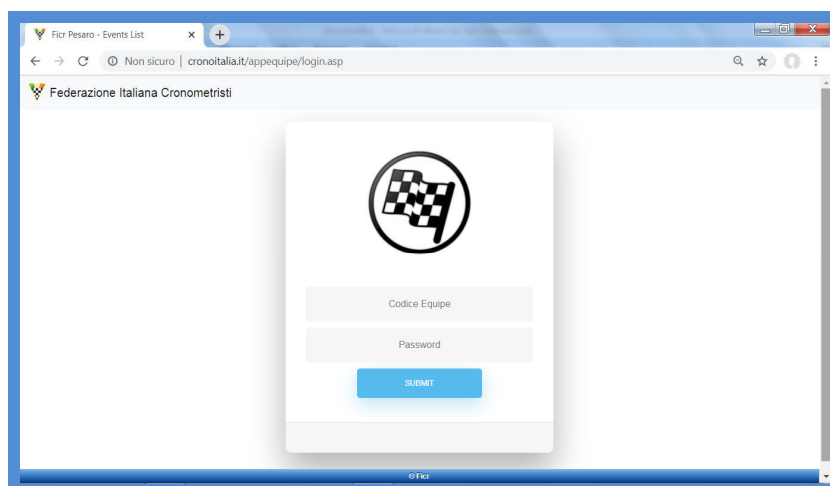 Ficr Pesaro - Events List
Non sicuro | cronoitalia.it/appequipe/login.asp
Federazione Italiana Cronometristi
Codice Equipe
Password
SUBMIT
© Ficr